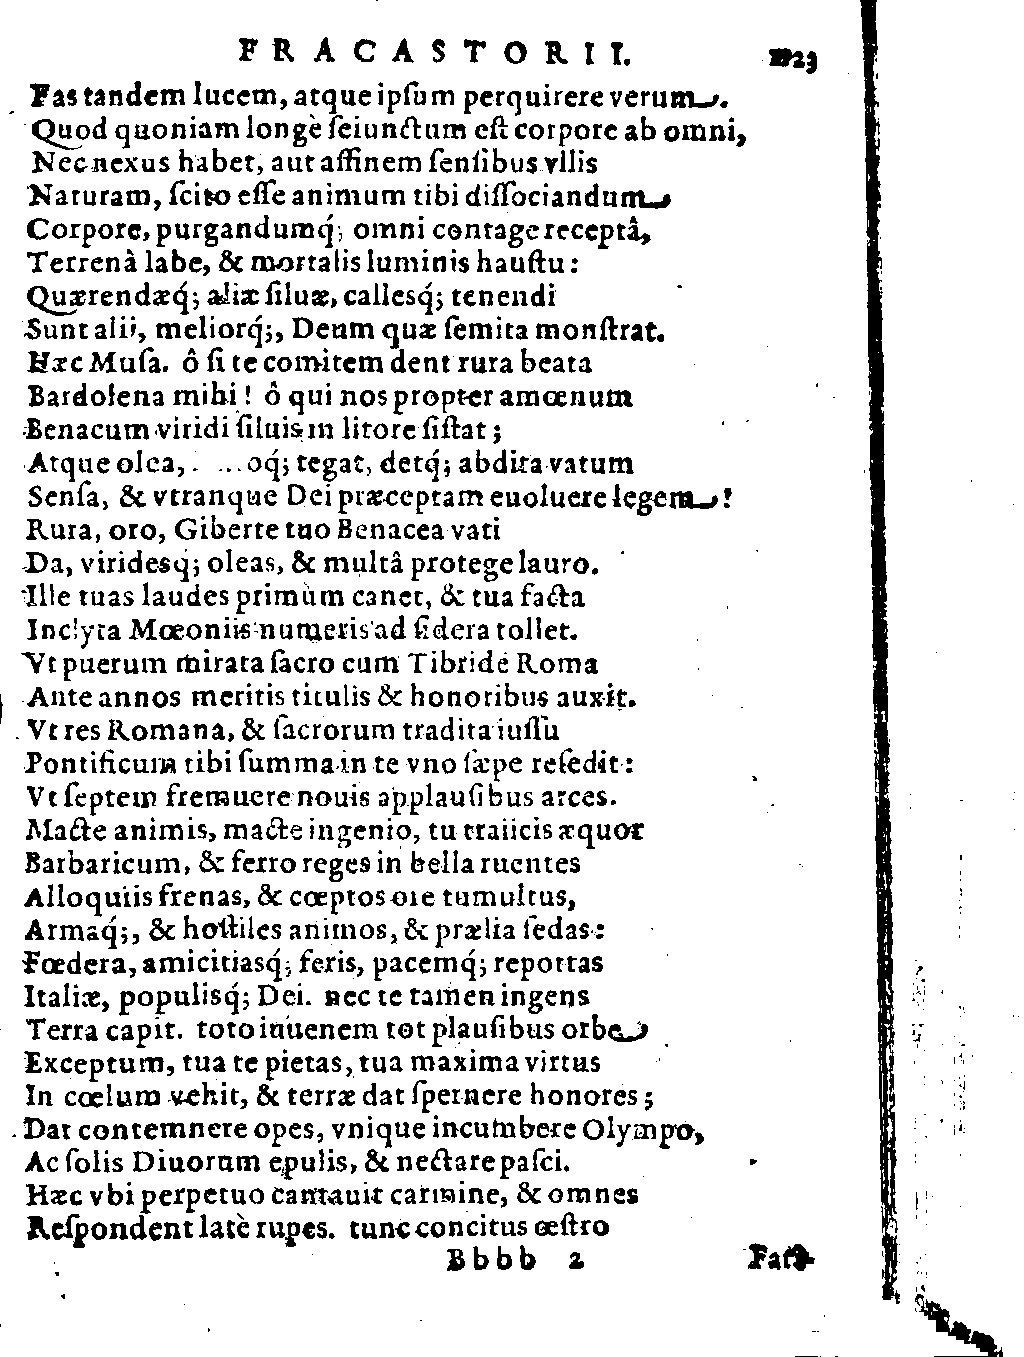 FRACASTORII. 1123
Fas tandem lucem, atque ipſum perquirere verum.
Quod quoniam longè ſeiunctum eſt corpore ab omni,
Nec nexus habet, aut affinem ſenſibus vllis
Naturam, ſcito eſſe animum tibi diſſociandum
Corpore, purgandumq́; omni contage receptâ,
Terrenà labe, & mortalis luminis hauſtu:
Quærendæq́; aliæ ſiluæ, callesq́; tenendi
Sunt alii, meliorq́;, Deum quæ ſemita monſtrat.
Hæc Muſa. ô ſi te comitem dent rura beata
Bardolena mihi! ô qui nos propter amœnum
Benacum viridi ſiluis in litore ſiſtat;
Atque olea, oq́; tegat, detq́; abdita vatum
Senſa, & vtranque Dei præceptam euoluere legem!
Rura, oro, Giberte tuo Benacea vati
Da, viridesq́; oleas, & multâ protege lauro.
Ille tuas laudes primùm canet, & tua facta
Inclyta Mœoniis numeris ad ſidera tollet.
Vt puerum mirata ſacro cum Tibride Roma
Ante annos meritis titulis & honoribus auxit.
Vt res Romana, & ſacrorum tradita iuſſu
Pontificum tibi ſumma in te vno ſæpe reſedit:
Vt ſeptem fremuere nouis applauſibus arces.
Macte animis, macte ingenio, tu traiicis æquor
Barbaricum, & ferro reges in bella ruentes
Alloquiis frenas, & cœptos ore tumultus,
Armaq́;, & hoſtiles animos, & prælia ſedas:
Fœdera, amicitiasq́; feris, pacemq́; reportas
Italiæ, populisq́; Dei. nec te tamen ingens
Terra capit. toto iuuenem tot plauſibus orbe
Exceptum, tua te pietas, tua maxima virtus
In cœlum vehit, & terræ dat ſpernere honores;
Dat contemnere opes, vnique incumbere Olympo,
Ac ſolis Diuorum epulis, & nectare paſci.
Hæc vbi perpetuo cantauit carmine, & omnes
Reſpondent latè rupes. tunc concitus œſtro
Bbbb 2